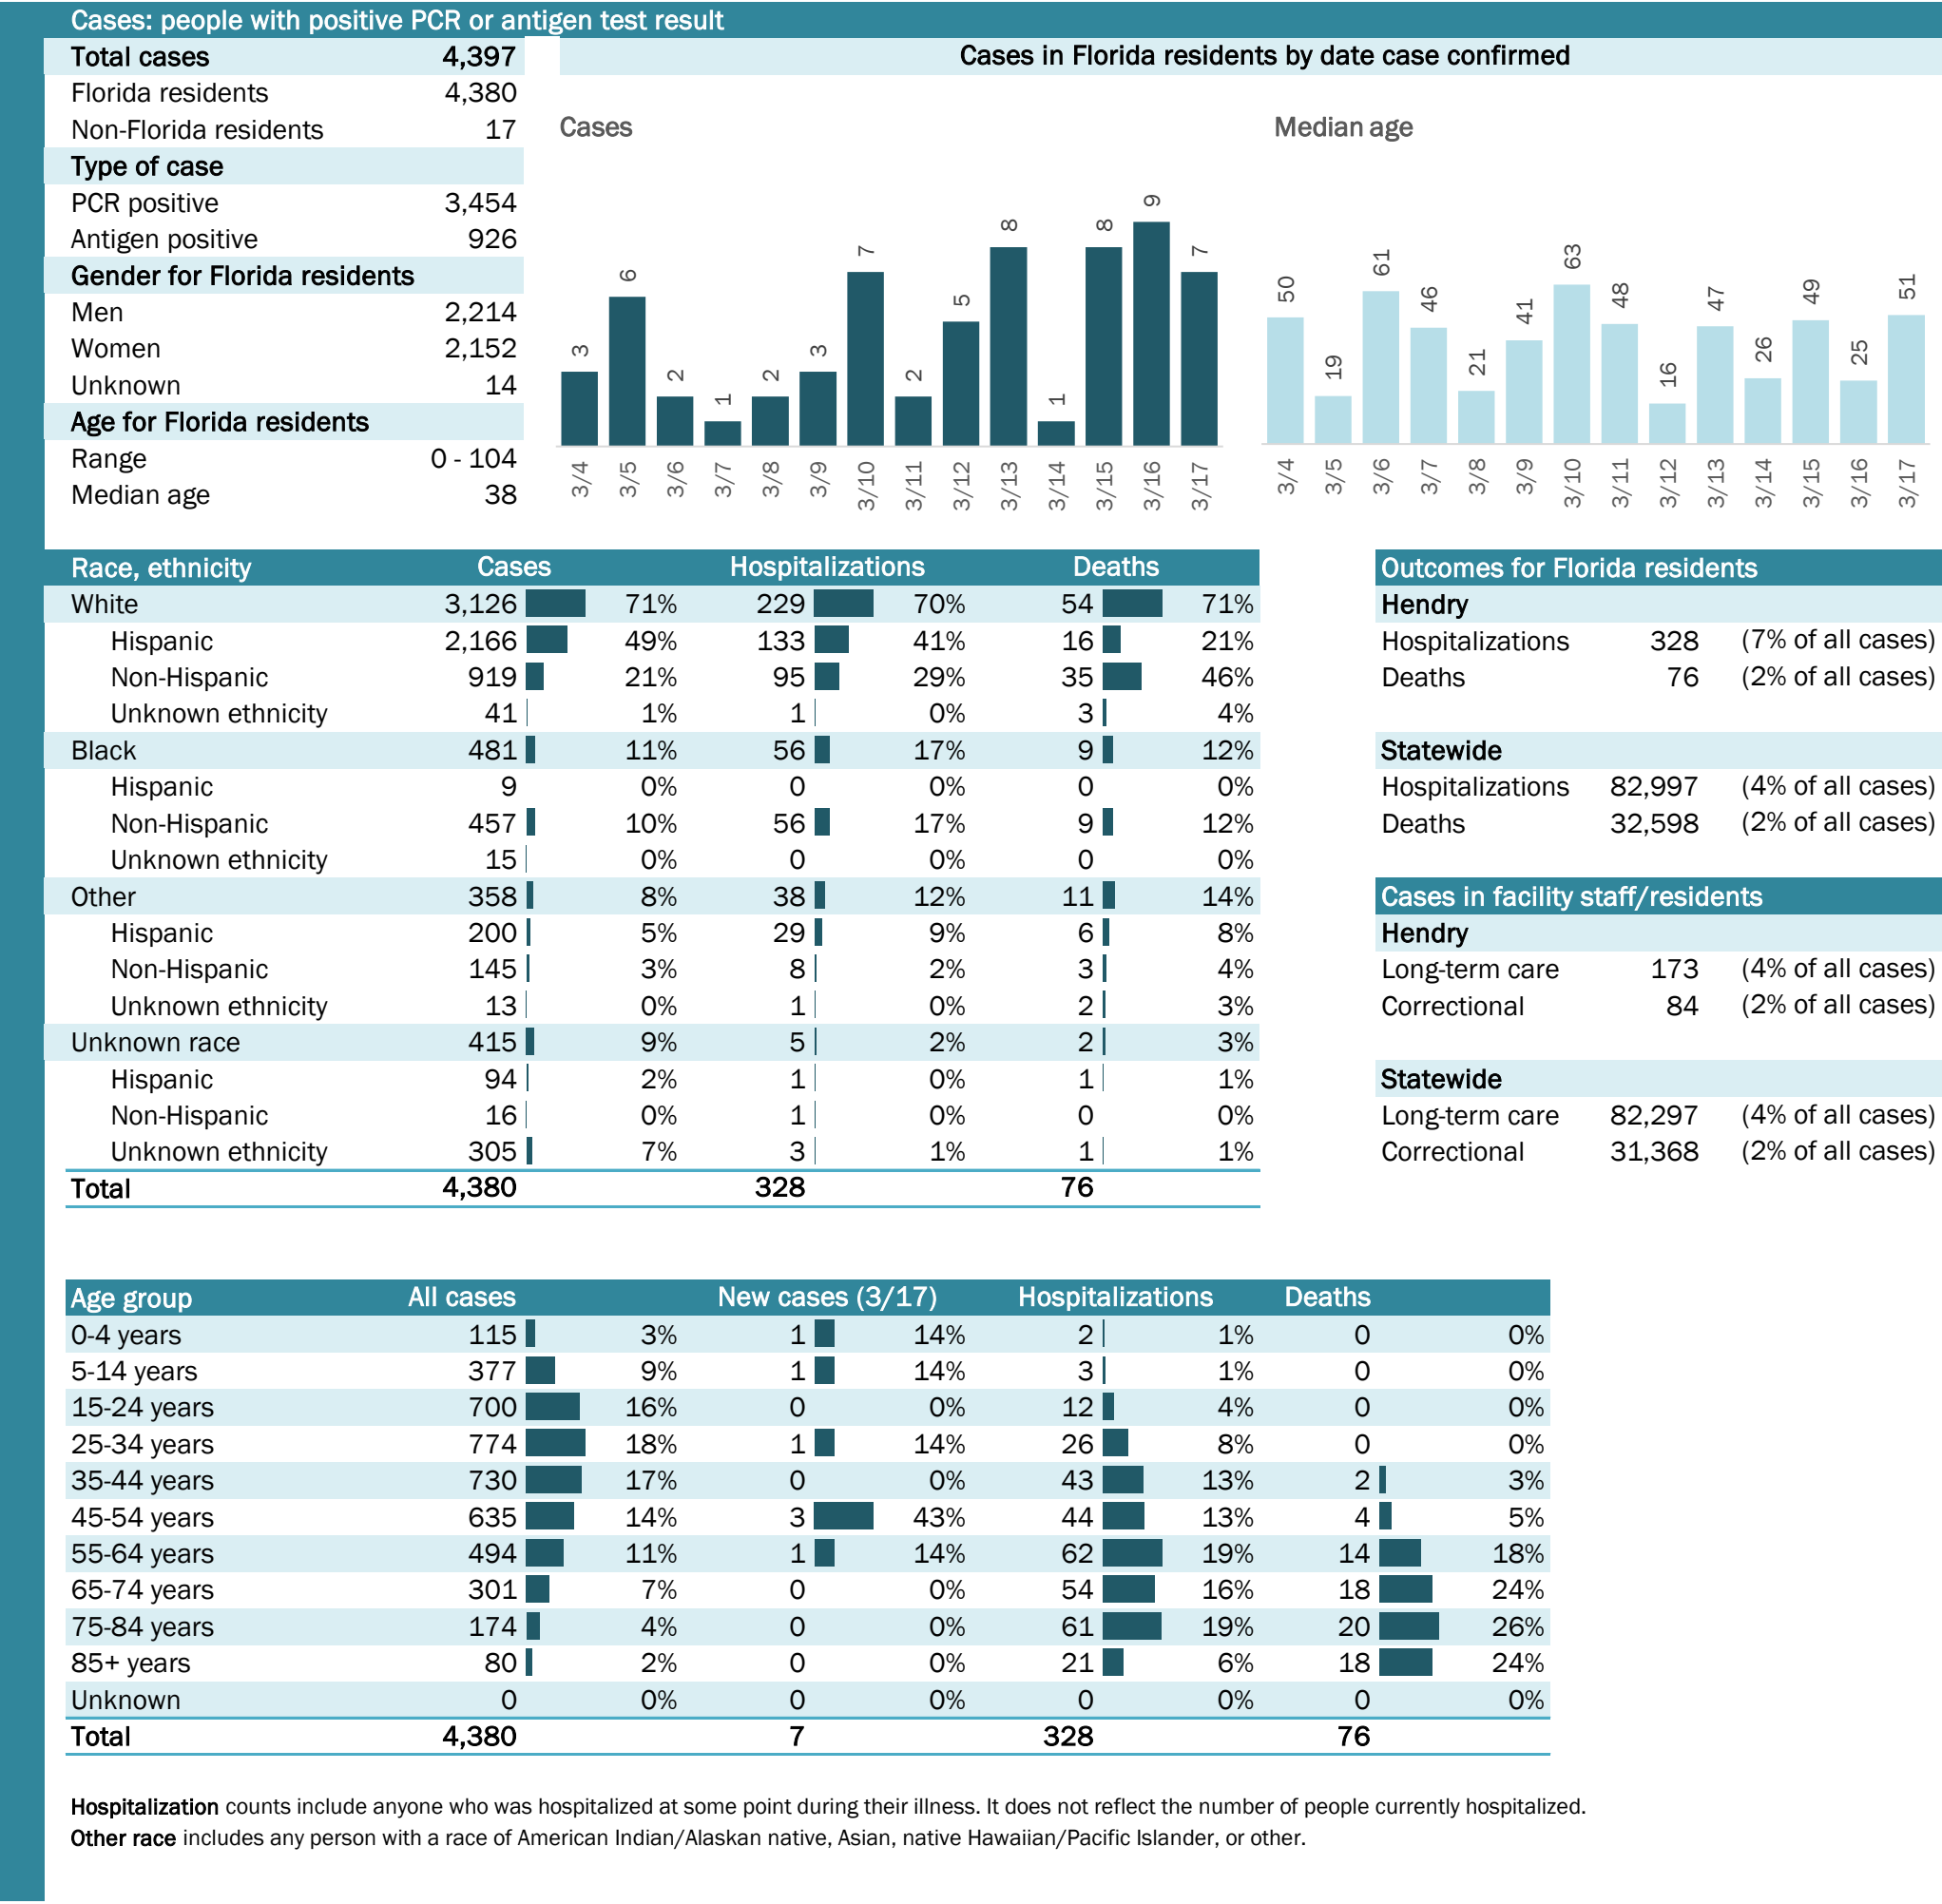 Cases: people with positive PCR or antigen test result
Total cases 4,397
Florida residents 4,380
Non-Florida residents 17
Type of case
PCR positive 3,454
Antigen positive 926
Gender for Florida residents
Men 2,214
Women 2,152
Unknown 14
Age for Florida residents
Range 0 - 104
Median age 38
Cases in Florida residents by date case confirmed
Cases
3 6 2 1 2 3 7 2 5 8 1 8 9 7
3/4 3/5 3/6 3/7 3/8 3/9 3/10 3/11 3/12 3/13 3/14 3/15 3/16 3/17
Median age
50 19 61 46 21 41 63 48 16 47 26 49 25 51
3/4 3/5 3/6 3/7 3/8 3/9 3/10 3/11 3/12 3/13 3/14 3/15 3/16 3/17
Race, ethnicity Cases Hospitalizations Deaths
White 3,126 71% 229 70% 54 71%
Hispanic 2,166 49% 133 41% 16 21%
Non-Hispanic 919 21% 95 29% 35 46%
Unknown ethnicity 41 1% 1 0% 3 4%
Black 481 11% 56 17% 9 12%
Hispanic 9 0% 0 0% 0 0%
Non-Hispanic 457 10% 56 17% 9 12%
Unknown ethnicity 15 0% 0 0% 0 0%
Other 358 8% 38 12% 11 14%
Hispanic 200 5% 29 9% 6 8%
Non-Hispanic 145 3% 8 2% 3 4%
Unknown ethnicity 13 0% 1 0% 2 3%
Unknown race 415 9% 5 2% 2 3%
Hispanic 94 2% 1 0% 1 1%
Non-Hispanic 16 0% 1 0% 0 0%
Unknown ethnicity 305 7% 3 1% 1 1%
Total 4,380 328 76
Outcomes for Florida residents
Hendry
Hospitalizations 328 (7% of all cases)
Deaths 76 (2% of all cases)
Statewide
Hospitalizations 82,997 (4% of all cases)
Deaths 32,598 (2% of all cases)
Cases in facility staff/residents
Hendry
Long-term care 173 (4% of all cases)
Correctional 84 (2% of all cases)
Statewide
Long-term care 82,297 (4% of all cases)
Correctional 31,368 (2% of all cases)
Age group All cases New cases (3/17) Hospitalizations Deaths
0-4 years 115 3% 1 14% 2 1% 0 0%
5-14 years 377 9% 1 14% 3 1% 0 0%
15-24 years 700 16% 0 0% 12 4% 0 0%
25-34 years 774 18% 1 14% 26 8% 0 0%
35-44 years 730 17% 0 0% 43 13% 2 3%
45-54 years 635 14% 3 43% 44 13% 4 5%
55-64 years 494 11% 1 14% 62 19% 14 18%
65-74 years 301 7% 0 0% 54 16% 18 24%
75-84 years 174 4% 0 0% 61 19% 20 26%
85+ years 80 2% 0 0% 21 6% 18 24%
Unknown 0 0% 0 0% 0 0% 0 0%
Total 4,380 7 328 76
Hospitalization counts include anyone who was hospitalized at some point during their illness. It does not reflect the number of people currently hospitalized.
Other race includes any person with a race of American Indian/Alaskan native, Asian, native Hawaiian/Pacific Islander, or other.